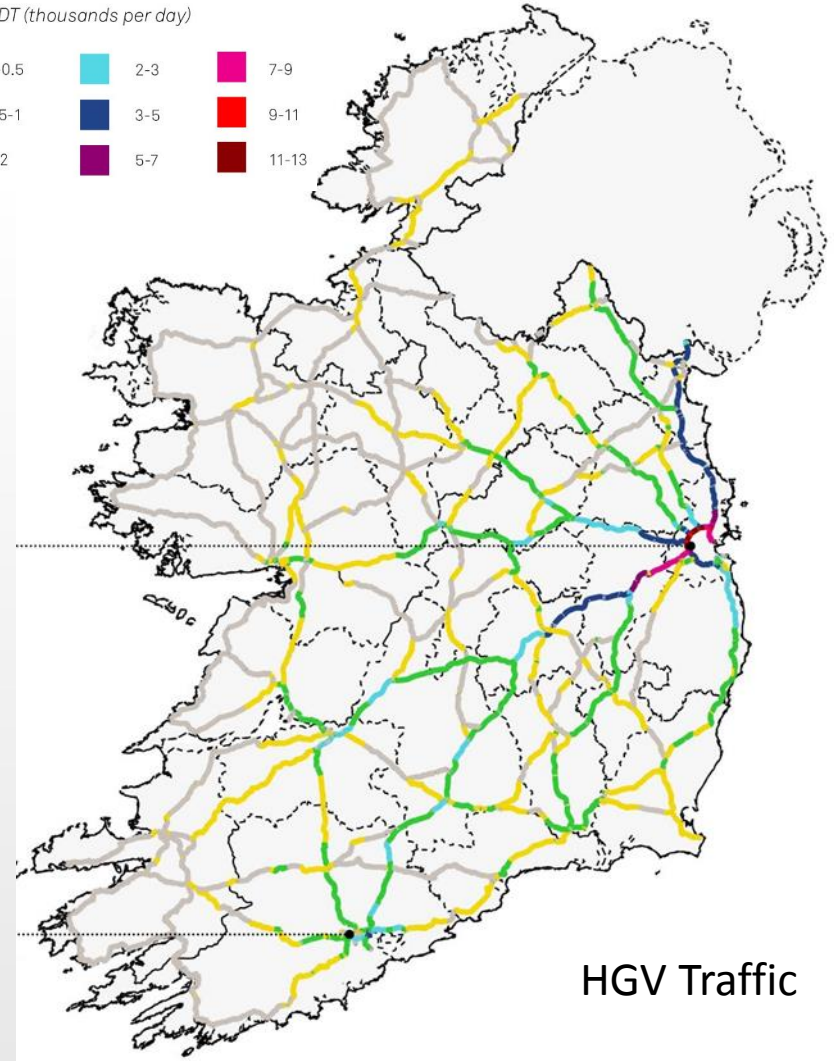 DT (thousands per day)
0.5 2-3 7-9
5-1 3-5 9-11
2 5-7 11-13
HGV Traffic